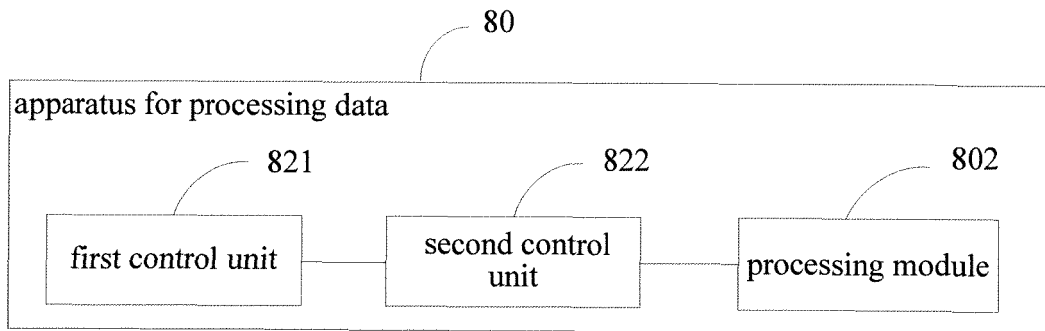 80
apparatus for processing data
821
822
802
first control unit
second control
unit
processing module